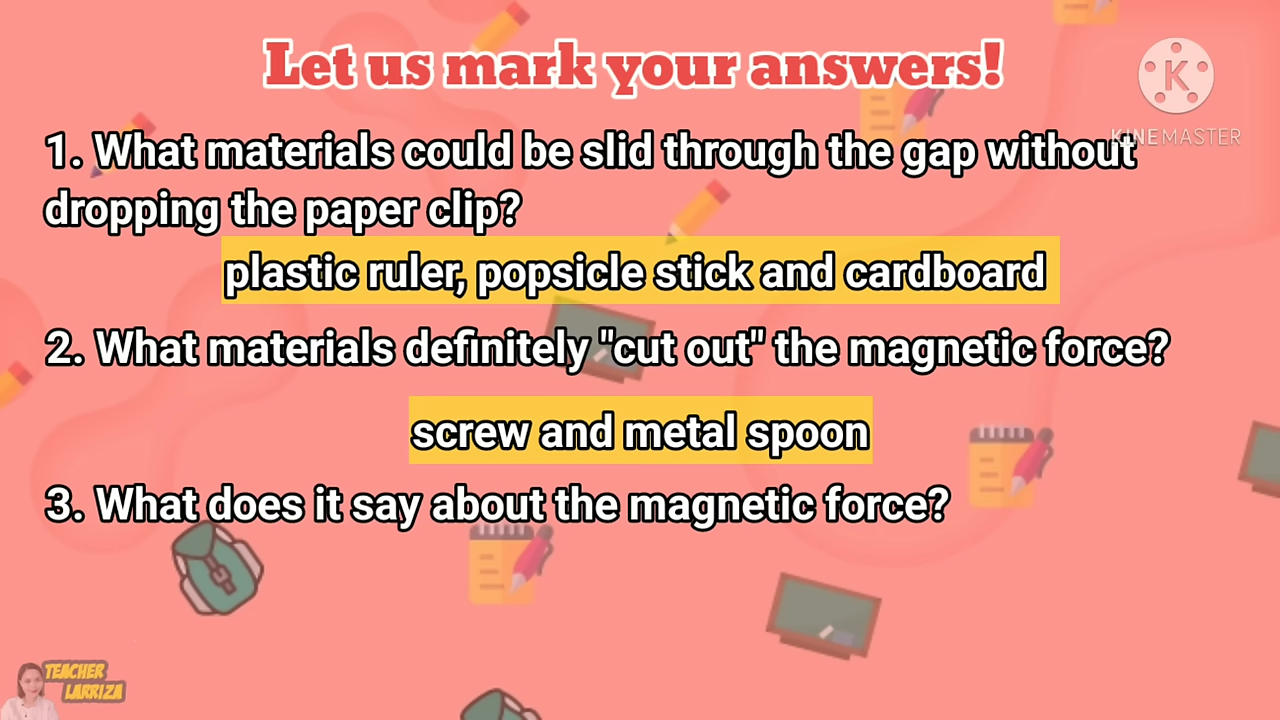 Let us mark your answers!
KINEMASTER
1. What materials could be slid through the gap without
dropping the paper clip?
plastic ruler, popsicle stick and cardboard
2. What materials definitely "cut out" the magnetic force?
screw and metal spoon
3. What does it say about the magnetic force?
TEACHER
LARRIZA